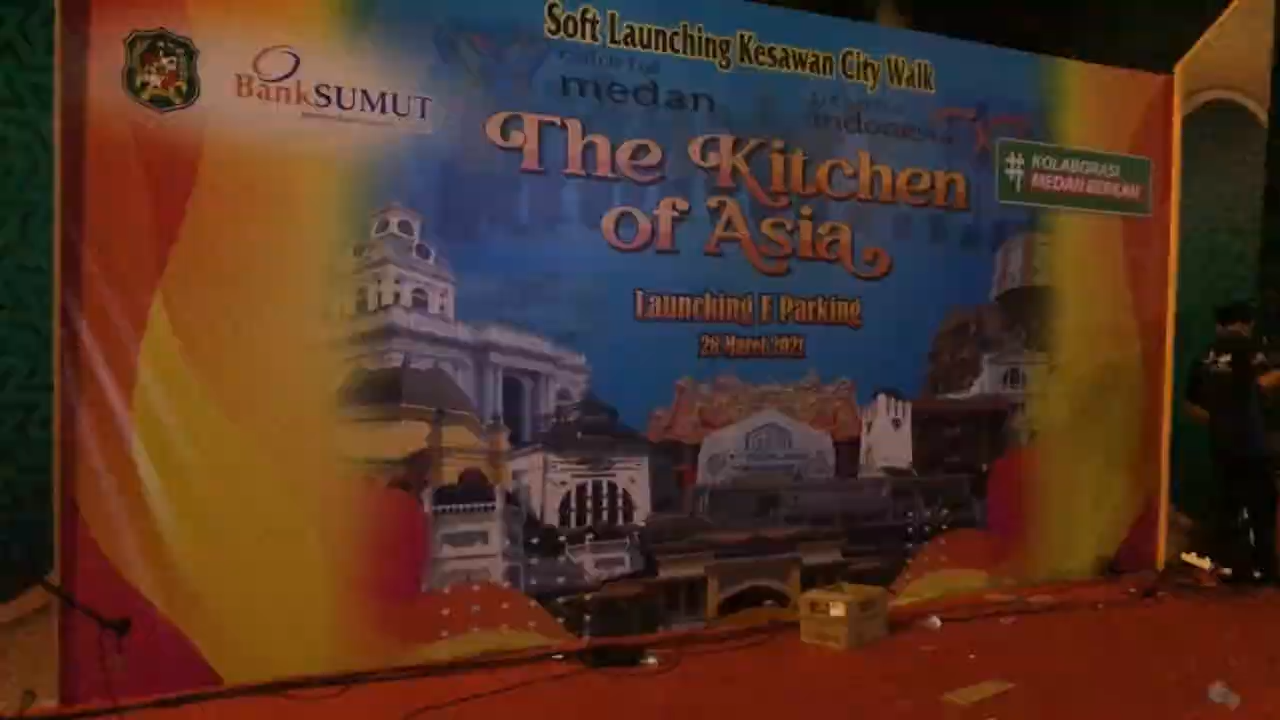 Soft Launching Kesawan City Walk
BankSUMUT
medan
indonesia
The Kitchen
of Asia
# KOLABORASI
MEDAN BERKAH
Launching E Parking
28 Maret 2021